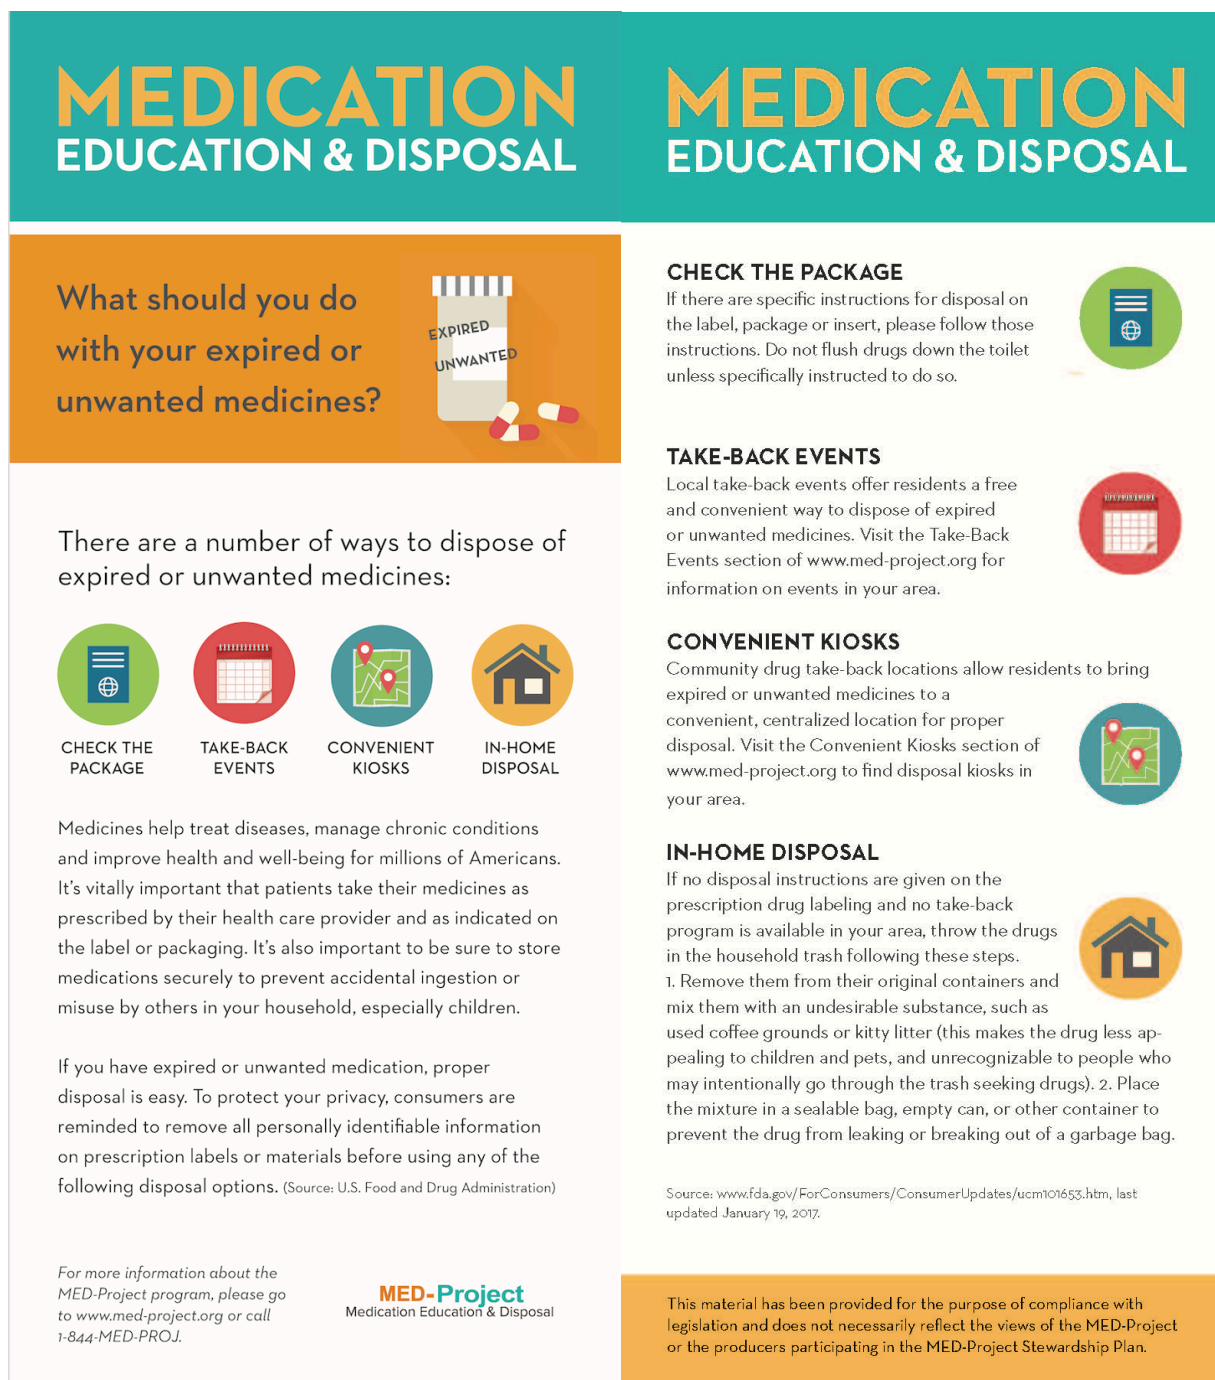 MEDICATION
EDUCATION & DISPOSAL
What should you do
with your expired or
unwanted medicines?
EXPIRED
UNWANTED
There are a number of ways to dispose of
expired or unwanted medicines:
CHECK THE
PACKAGE
TAKE-BACK
EVENTS
CONVENIENT
KIOSKS
IN-HOME
DISPOSAL
Medicines help treat diseases, manage chronic conditions
and improve health and well-being for millions of Americans.
It's vitally important that patients take their medicines as
prescribed by their health care provider and as indicated on
the label or packaging. It's also important to be sure to store
medications securely to prevent accidental ingestion or
misuse by others in your household, especially children.
If you have expired or unwanted medication, proper
disposal is easy. To protect your privacy, consumers are
reminded to remove all personally identifiable information
on prescription labels or materials before using any of the
following disposal options. (Source: U.S. Food and Drug Administration)
For more information about the
MED-Project program, please go
to www.med-project.org or call
1-844-MED-PROJ.
MED-Project
Medication Education & Disposal
MEDICATION
EDUCATION & DISPOSAL
CHECK THE PACKAGE
If there are specific instructions for disposal on
the label, package or insert, please follow those
instructions. Do not flush drugs down the toilet
unless specifically instructed to do so.
TAKE-BACK EVENTS
Local take-back events offer residents a free
and convenient way to dispose of expired
or unwanted medicines. Visit the Take-Back
Events section of www.med-project.org for
information on events in your area.
CONVENIENT KIOSKS
Community drug take-back locations allow residents to bring
expired or unwanted medicines to a
convenient, centralized location for proper
disposal. Visit the Convenient Kiosks section of
www.med-project.org to find disposal kiosks in
your area.
IN-HOME DISPOSAL
If no disposal instructions are given on the
prescription drug labeling and no take-back
program is available in your area, throw the drugs
in the household trash following these steps.
1. Remove them from their original containers and
mix them with an undesirable substance, such as
used coffee grounds or kitty litter (this makes the drug less ap-
pealing to children and pets, and unrecognizable to people who
may intentionally go through the trash seeking drugs). 2. Place
the mixture in a sealable bag, empty can, or other container to
prevent the drug from leaking or breaking out of a garbage bag.
Source: www.fda.gov/ForConsumers/ConsumerUpdates/ucm101653.htm, last
updated January 19, 2017.
This material has been provided for the purpose of compliance with
legislation and does not necessarily reflect the views of the MED-Project
or the producers participating in the MED-Project Stewardship Plan.